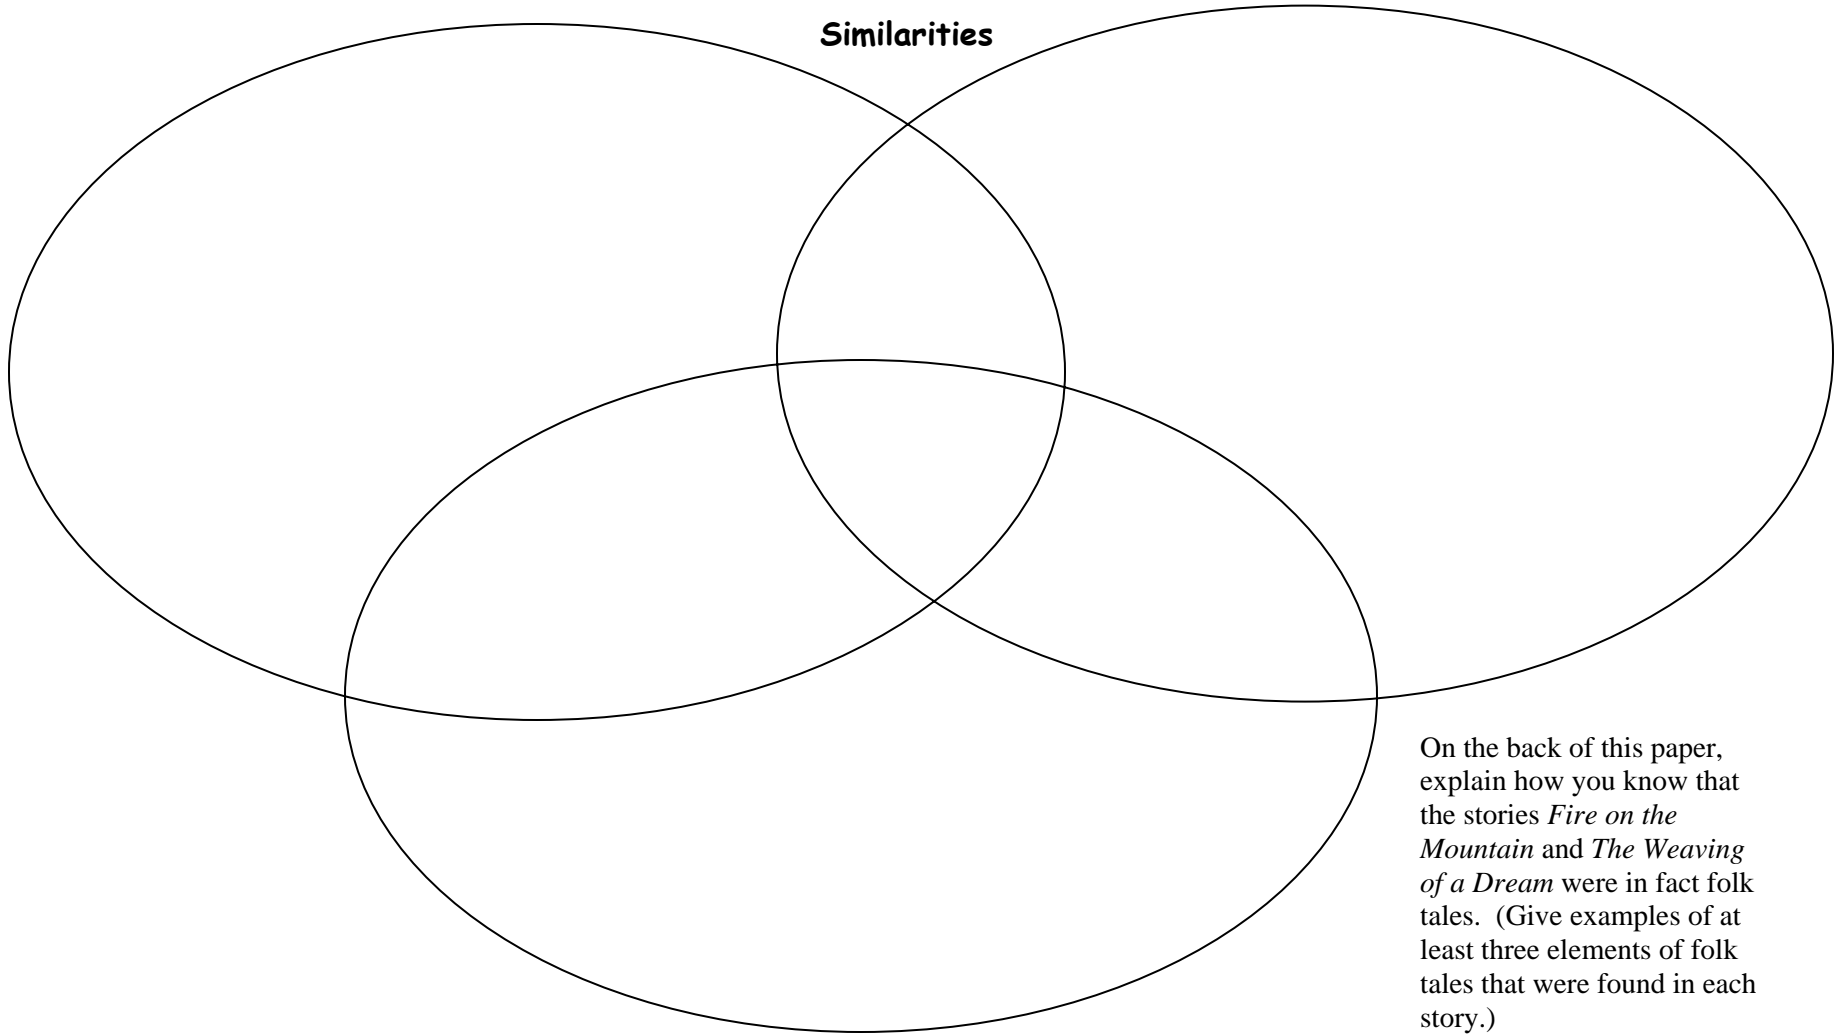 Similarities
On the back of this paper,
explain how you know that
the stories Fire on the
Mountain and The Weaving
of a Dream were in fact folk
tales.  (Give examples of at
least three elements of folk
tales that were found in each
story.)